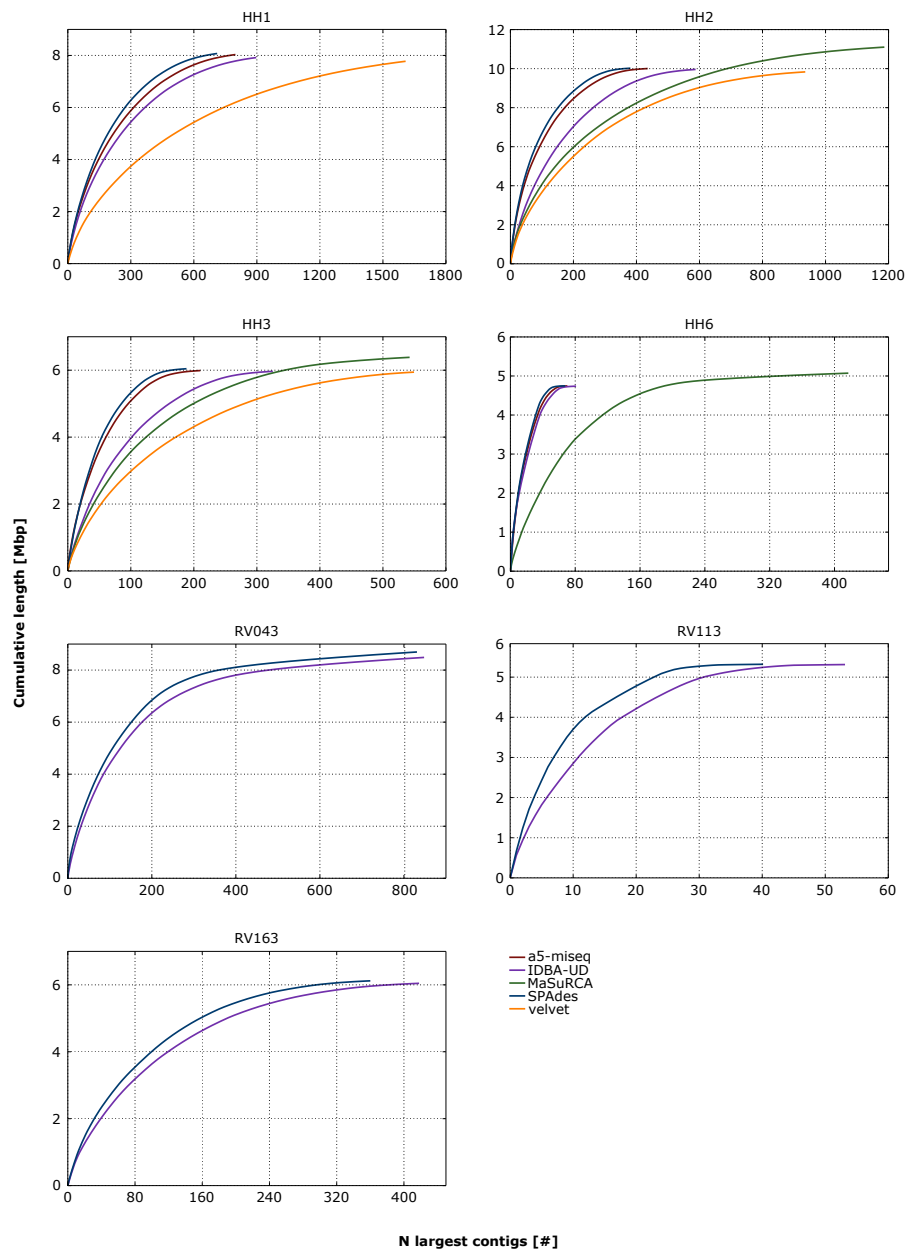 HH1
8
6
4
2
0
0 300 600 900 1200 1500 1800
HH2
12
10
8
6
4
2
0
0 200 400 600 800 1000 1200
HH3
6
4
2
0
0 100 200 300 400 500 600
HH6
6
5
4
3
2
1
0
0 80 160 240 320 400
Cumulative length [Mbp]
RV043
8
6
4
2
0
0 200 400 600 800
RV113
6
5
4
3
2
1
0
0 10 20 30 40 50 60
RV163
6
4
2
0
0 80 160 240 320 400
a5-miseq
IDBA-UD
MaSuRCA
SPAdes
velvet
N largest contigs [#]